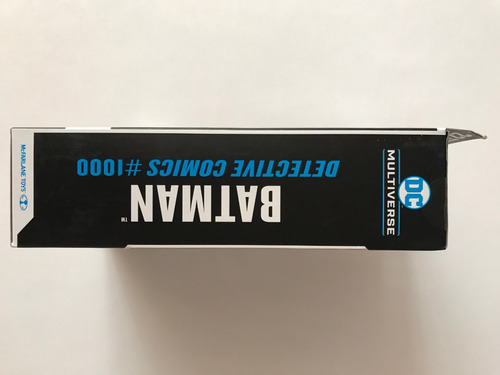 DC
MULTIVERSE
BATMAN™
DETECTIVE COMICS #1000
McFARLANE TOYS